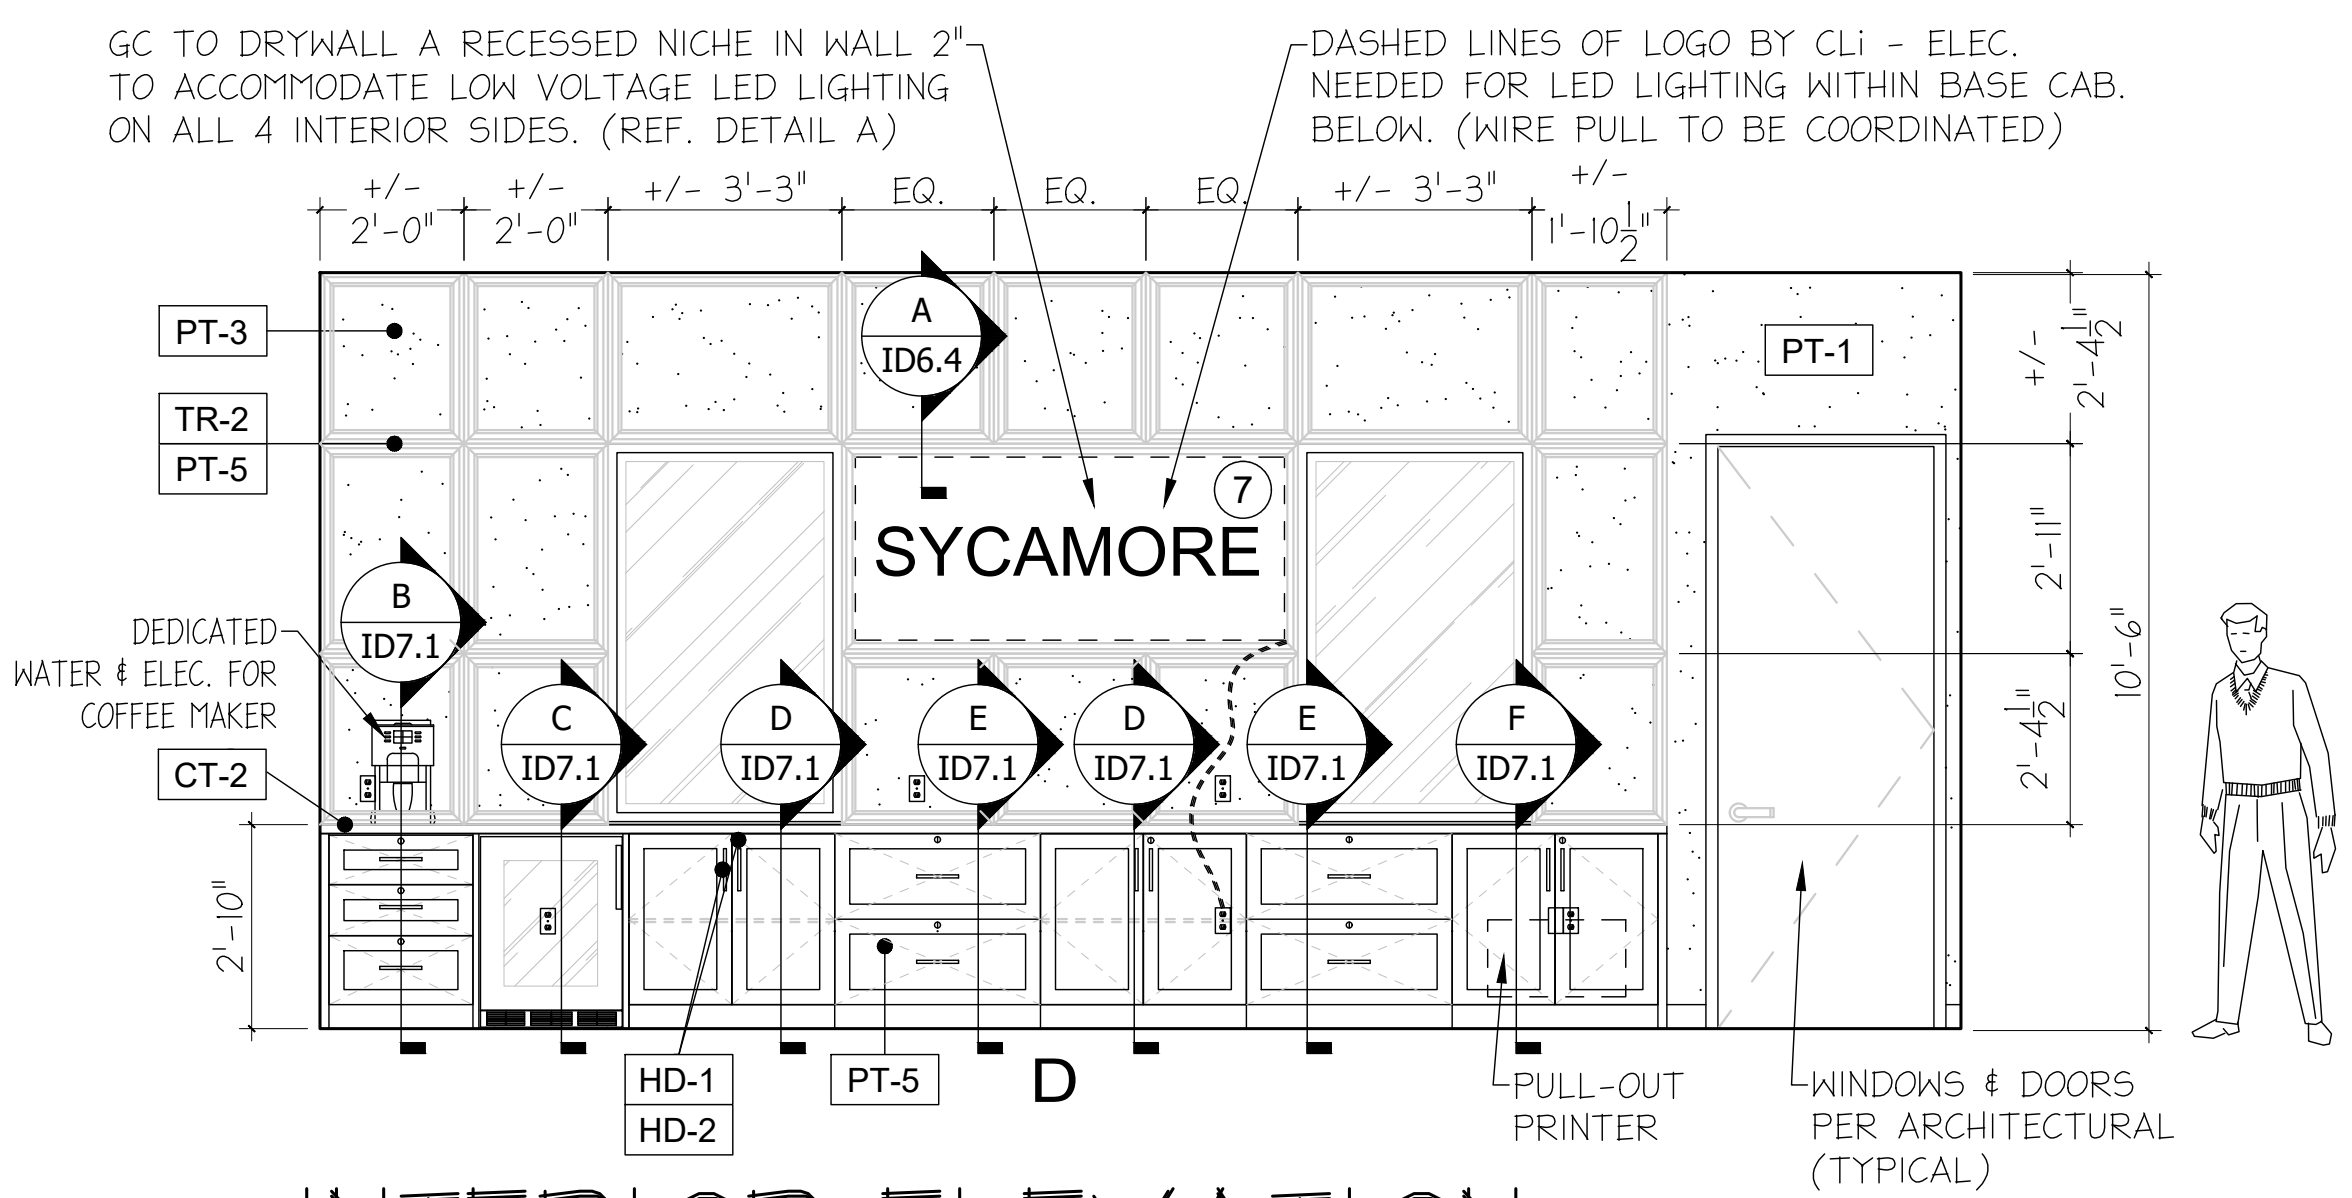 GC TO DRYWALL A RECESSED NICHE IN WALL 2"
TO ACCOMMODATE LOW VOLTAGE LED LIGHTING
ON ALL 4 INTERIOR SIDES. (REF. DETAIL A)
DASHED LINES OF LOGO BY CLi - ELEC.
NEEDED FOR LED LIGHTING WITHIN BASE CAB.
BELOW. (WIRE PULL TO BE COORDINATED)
+/-
2'-0"
+/-
2'-0"
+/- 3'-3"
EQ.
EQ.
EQ.
+/- 3'-3"
+/-
1'-10 1/2"
PT-3
A
ID6.4
PT-1
+/-
2'-4 1/2"
TR-2
PT-5
7
SYCAMORE
2'-11"
10'-6"
B
ID7.1
DEDICATED
WATER & ELEC. FOR
COFFEE MAKER
C
ID7.1
D
ID7.1
E
ID7.1
D
ID7.1
E
ID7.1
F
ID7.1
2'-4 1/2"
CT-2
2'-10"
HD-1
HD-2
PT-5
D
PULL-OUT
PRINTER
WINDOWS & DOORS
PER ARCHITECTURAL
(TYPICAL)